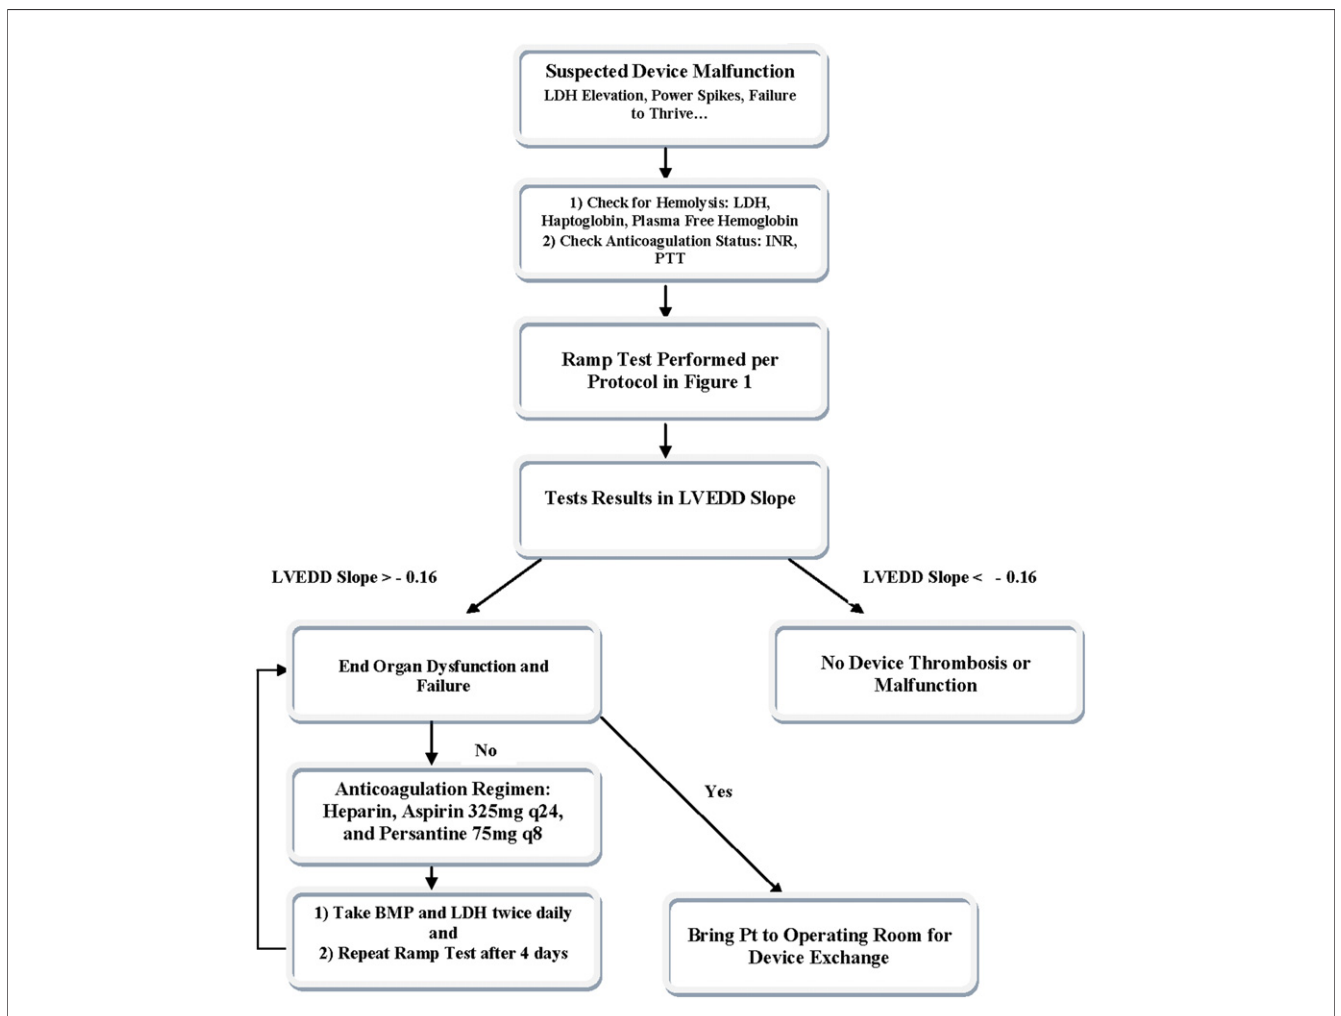 Suspected Device Malfunction
LDH Elevation, Power Spikes, Failure
to Thrive...
1) Check for Hemolysis: LDH,
Haptoglobin, Plasma Free Hemoglobin
2) Check Anticoagulation Status: INR,
PTT
Ramp Test Performed per
Protocol in Figure 1
Tests Results in LVEDD Slope
LVEDD Slope > - 0.16
LVEDD Slope < - 0.16
End Organ Dysfunction and
Failure
No Device Thrombosis or
Malfunction
No
Yes
Anticoagulation Regimen:
Heparin, Aspirin 325mg q24,
and Persantine 75mg q8
1) Take BMP and LDH twice daily
and
2) Repeat Ramp Test after 4 days
Bring Pt to Operating Room for
Device Exchange